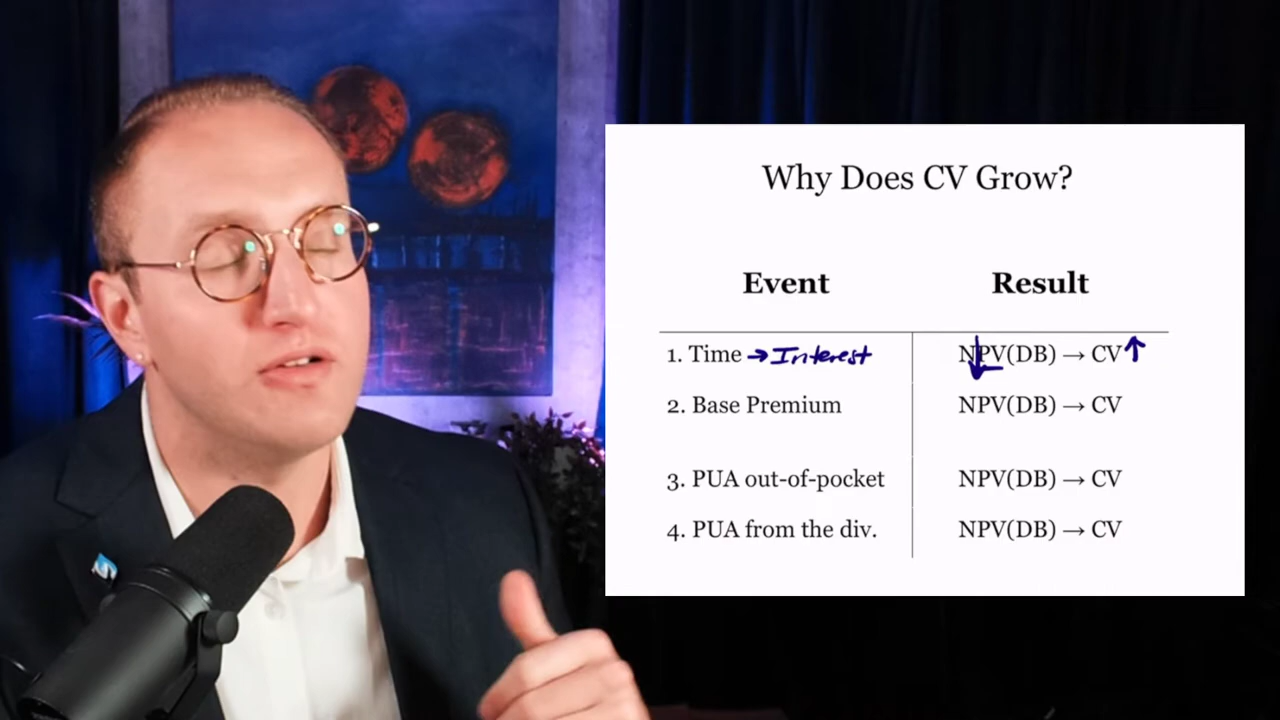 Why Does CV Grow?
Event Result
1. Time → Interest NPV(DB) → CV ↑
2. Base Premium NPV(DB) → CV
3. PUA out-of-pocket NPV(DB) → CV
4. PUA from the div. NPV(DB) → CV